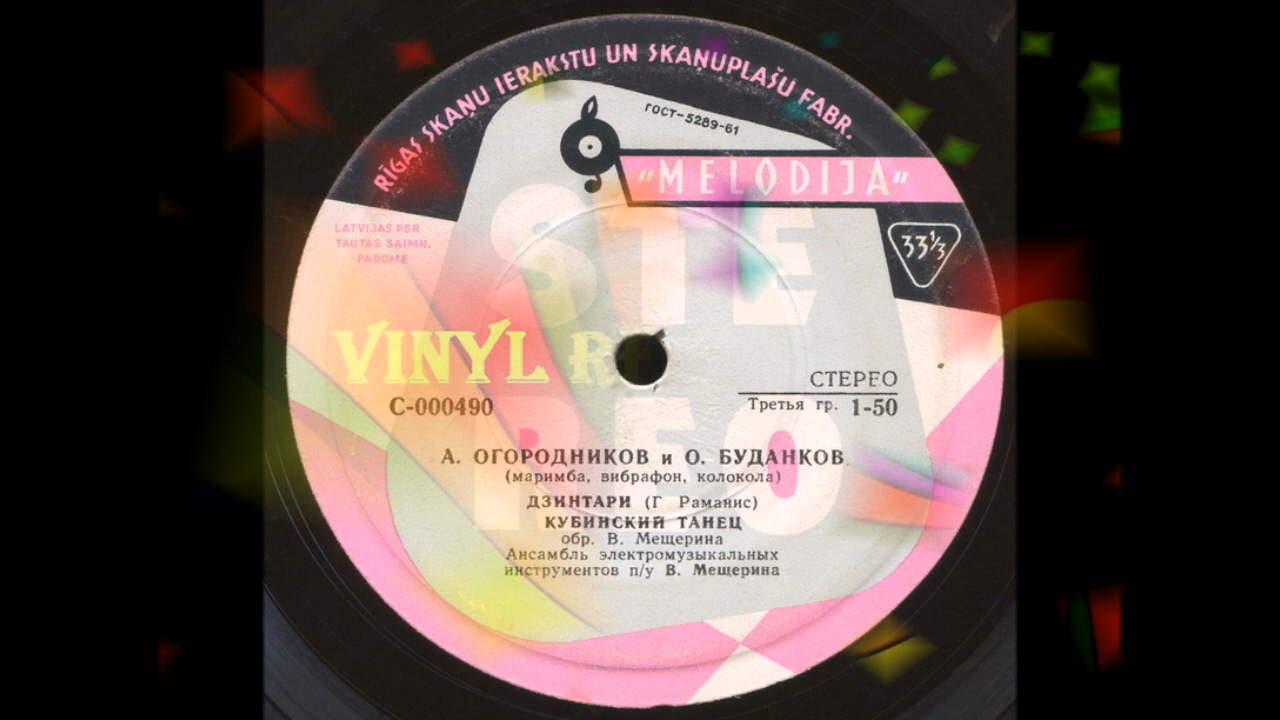 RĪGAS SKAŅU IERAKSTU UN SKAŅUPLAŠU FABR.
ГОСТ-5289-61
"MELODIJA"
LATVIJAS PSR
TAUTAS SAIMN.
PADOME
33⅓
STE
REO
VINYL
СТЕРЕО
С-000490
Третья гр. 1-50
А. ОГОРОДНИКОВ и О. БУДАНКОВ
(маримба, вибрафон, колокола)
ДЗИНТАРИ (Г Раманис)
КУБИНСКИЙ ТАНЕЦ
обр. В. Мещерина
Ансамбль электромузыкальных
инструментов п/у В. Мещерина